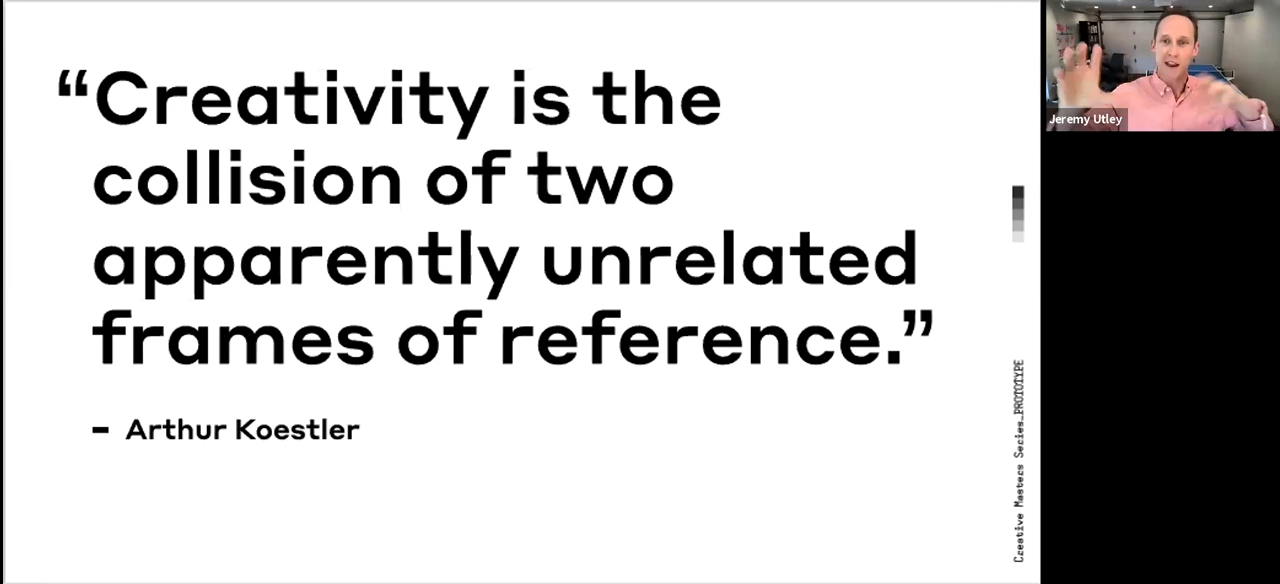 “Creativity is the
collision of two
apparently unrelated
frames of reference.”
– Arthur Koestler
Jeremy Utley
Creative Masters Series_PROTOTYPE